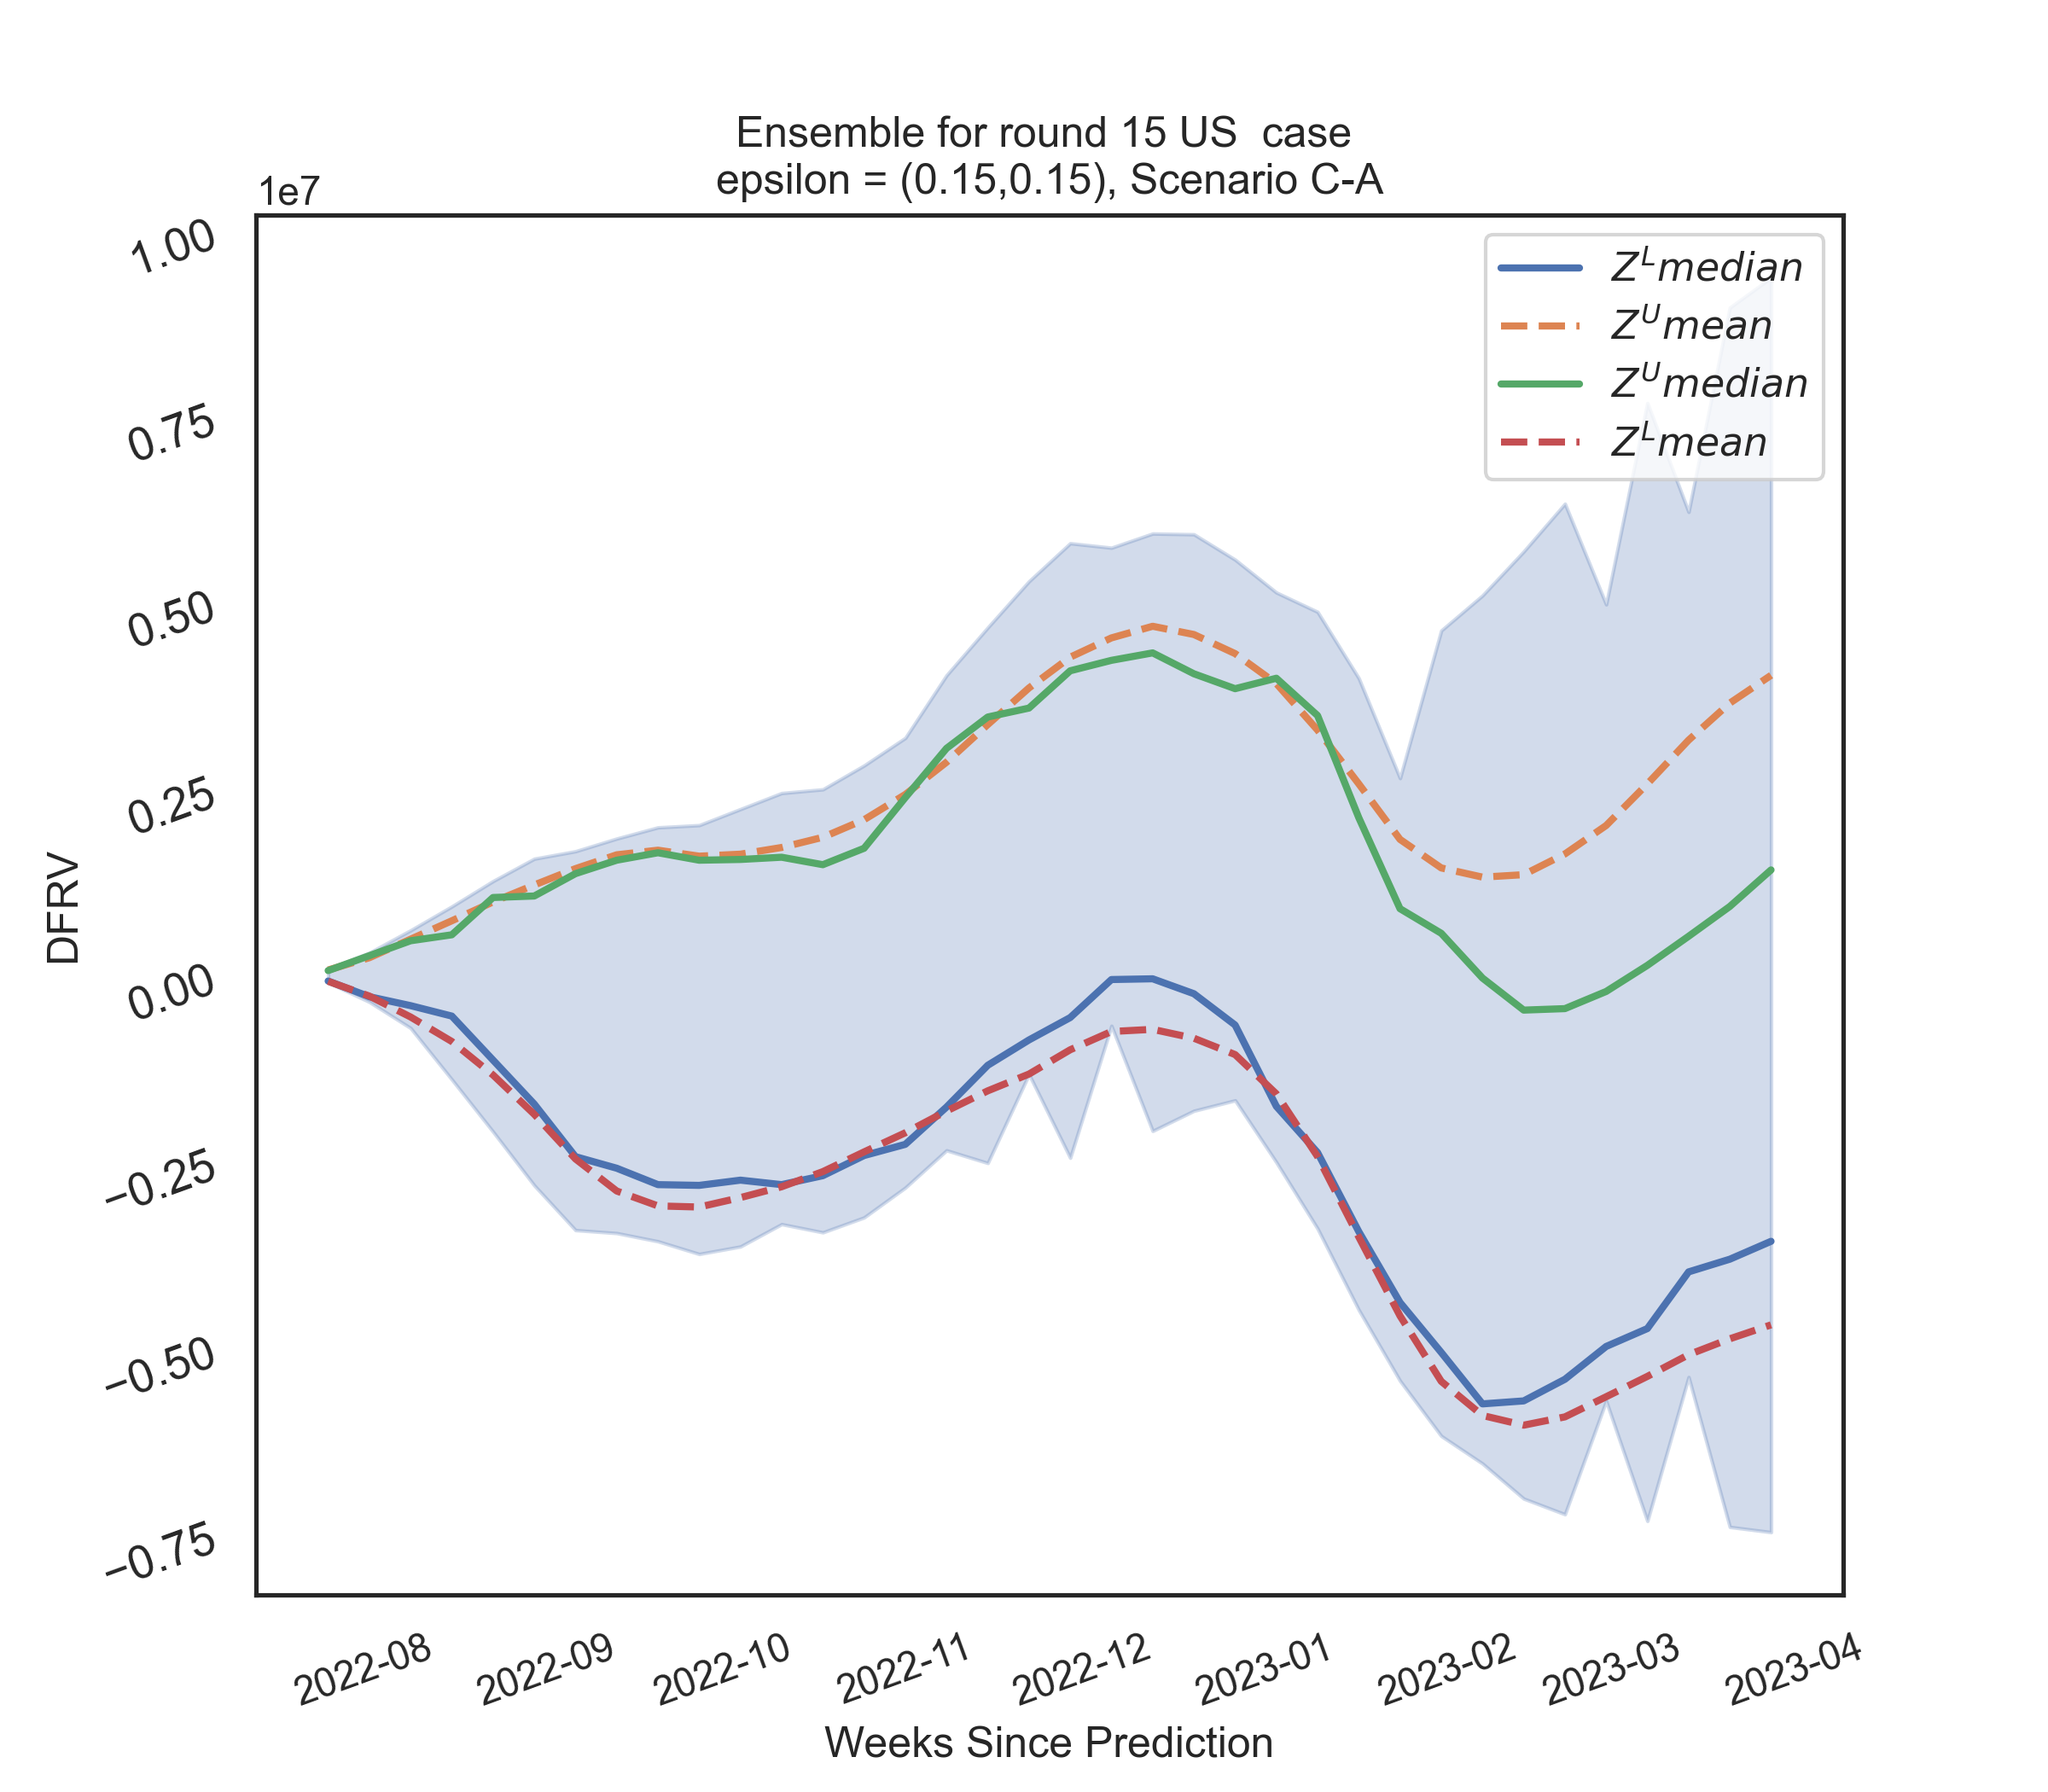 Ensemble for round 15 US  case
epsilon = (0.15,0.15), Scenario C-A
1e7
1.00
0.75
0.50
0.25
0.00
−0.25
−0.50
−0.75
DFRV
Z^L median
Z^U mean
Z^U median
Z^L mean
2022-08
2022-09
2022-10
2022-11
2022-12
2023-01
2023-02
2023-03
2023-04
Weeks Since Prediction